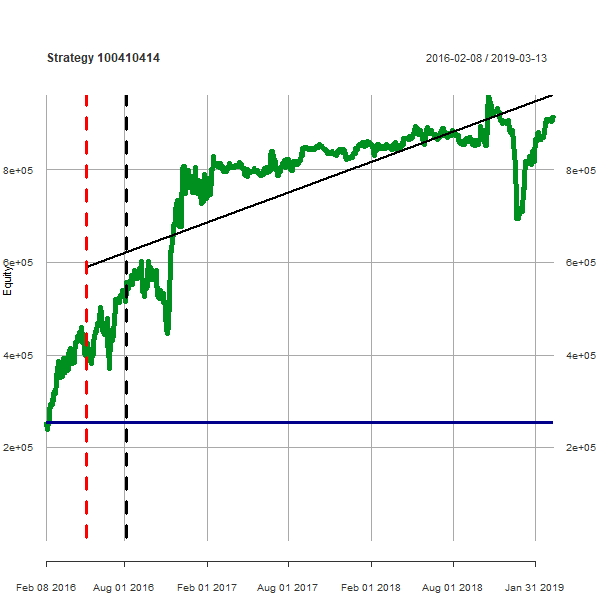 Strategy 100410414
2016-02-08 / 2019-03-13
8e+05
8e+05
6e+05
6e+05
Equity
4e+05
4e+05
2e+05
2e+05
Feb 08 2016
Aug 01 2016
Feb 01 2017
Aug 01 2017
Feb 01 2018
Aug 01 2018
Jan 31 2019